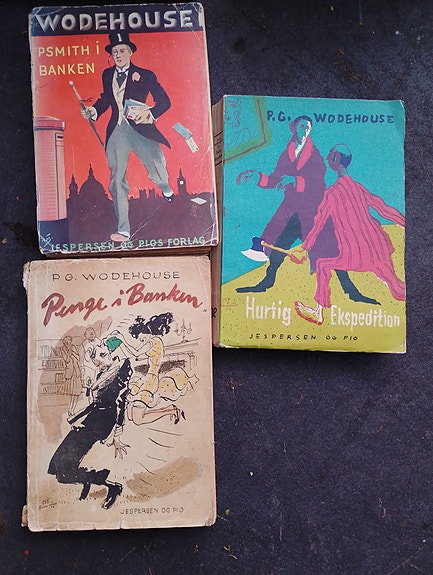 WODEHOUSE
PSMITH I
BANKEN
JESPERSEN OG PIOS FORLAG
P.G. WODEHOUSE
Hurtig Ekspedition
JESPERSEN OG PIO
P.G. WODEHOUSE
Penge i Banken
JESPERSEN OG PIO